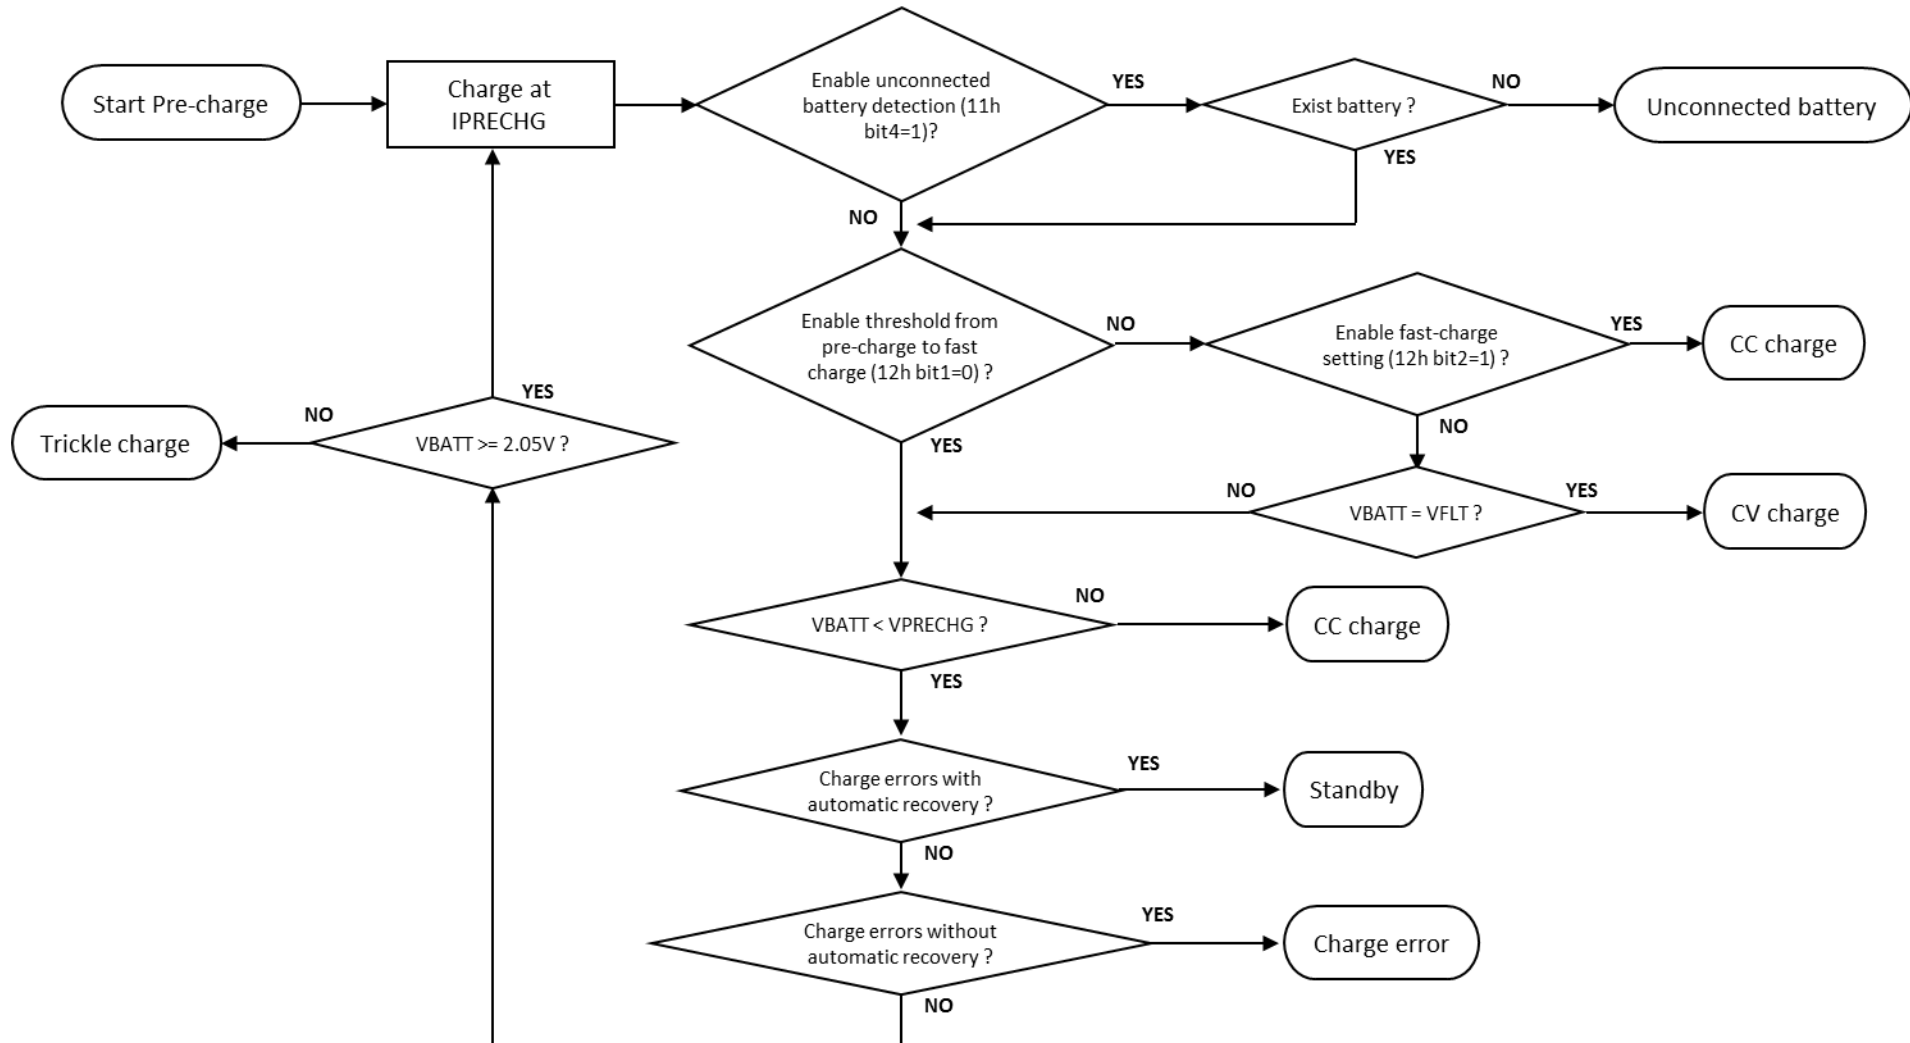 Start Pre-charge
Charge at
IPRECHG
Enable unconnected
battery detection (11h
bit4=1)?
YES
Exist battery ?
NO
Unconnected battery
YES
NO
Enable threshold from
pre-charge to fast
charge (12h bit1=0) ?
NO
Enable fast-charge
setting (12h bit2=1) ?
YES
CC charge
YES
NO
Trickle charge
NO
VBATT >= 2.05V ?
YES
NO
VBATT = VFLT ?
YES
CV charge
VBATT < VPRECHG ?
NO
CC charge
YES
Charge errors with
automatic recovery ?
YES
Standby
NO
Charge errors without
automatic recovery ?
YES
Charge error
NO